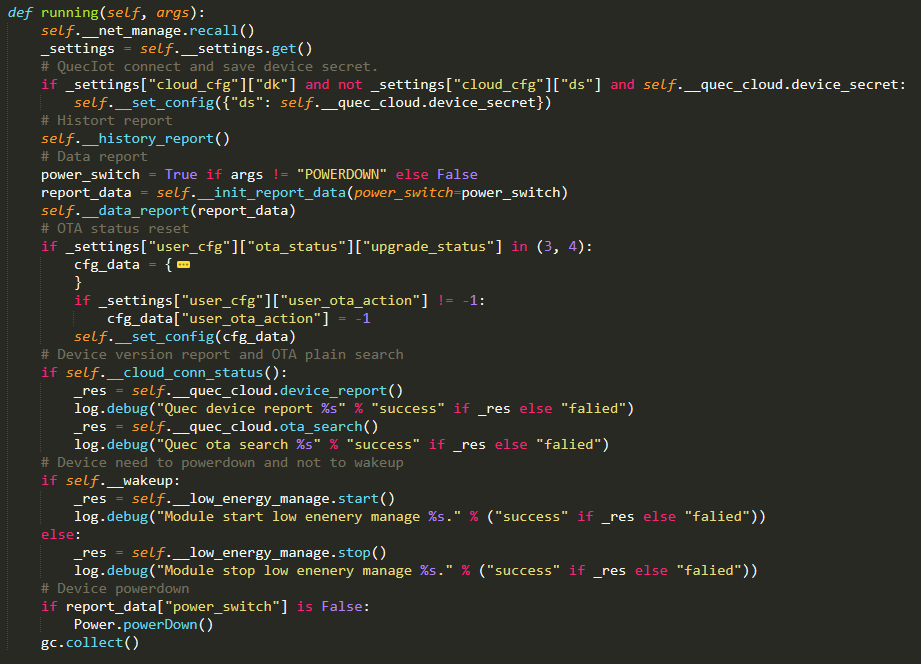 def running(self, args):
    self.__net_manage.recall()
    _settings = self.__settings.get()
    # QuecIot connect and save device secret.
    if _settings["cloud_cfg"]["dk"] and not _settings["cloud_cfg"]["ds"] and self.__quec_cloud.device_secret:
        self.__set_config({"ds": self.__quec_cloud.device_secret})
    # Histort report
    self.__history_report()
    # Data report
    power_switch = True if args != "POWERDOWN" else False
    report_data = self.__init_report_data(power_switch=power_switch)
    self.__data_report(report_data)
    # OTA status reset
    if _settings["user_cfg"]["ota_status"]["upgrade_status"] in (3, 4):
        cfg_data = {
        }
        if _settings["user_cfg"]["user_ota_action"] != -1:
            cfg_data["user_ota_action"] = -1
        self.__set_config(cfg_data)
    # Device version report and OTA plain search
    if self.__cloud_conn_status():
        _res = self.__quec_cloud.device_report()
        log.debug("Quec device report %s" % "success" if _res else "falied")
        _res = self.__quec_cloud.ota_search()
        log.debug("Quec ota search %s" % "success" if _res else "falied")
    # Device need to powerdown and not to wakeup
    if self.__wakeup:
        _res = self.__low_energy_manage.start()
        log.debug("Module start low enenery manage %s." % ("success" if _res else "falied"))
    else:
        _res = self.__low_energy_manage.stop()
        log.debug("Module stop low enenery manage %s." % ("success" if _res else "falied"))
    # Device powerdown
    if report_data["power_switch"] is False:
        Power.powerDown()
    gc.collect()